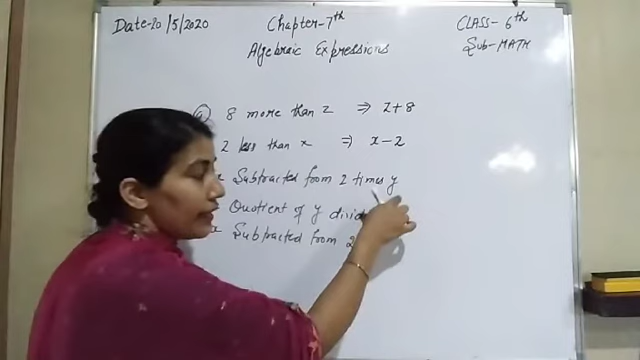 Date-20/5/2020 Chapter-7th CLASS-6th
Algebraic Expressions Sub-MATH
(a) 8 more than z ⇒ z+8
2 less than x ⇒ x-2
x Subtracted from 2 times y
Quotient of y divid
x Subtracted from 2